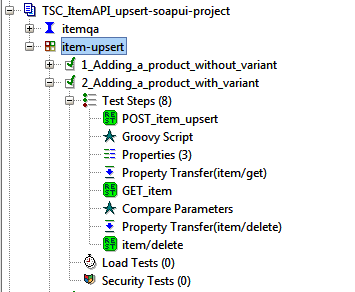 TSC_ItemAPI_upsert-soapui-project
itemqa
item-upsert
1_Adding_a_product_without_variant
2_Adding_a_product_with_variant
Test Steps (8)
POST_item_upsert
Groovy Script
Properties (3)
Property Transfer(item/get)
GET_item
Compare Parameters
Property Transfer(item/delete)
item/delete
Load Tests (0)
Security Tests (0)